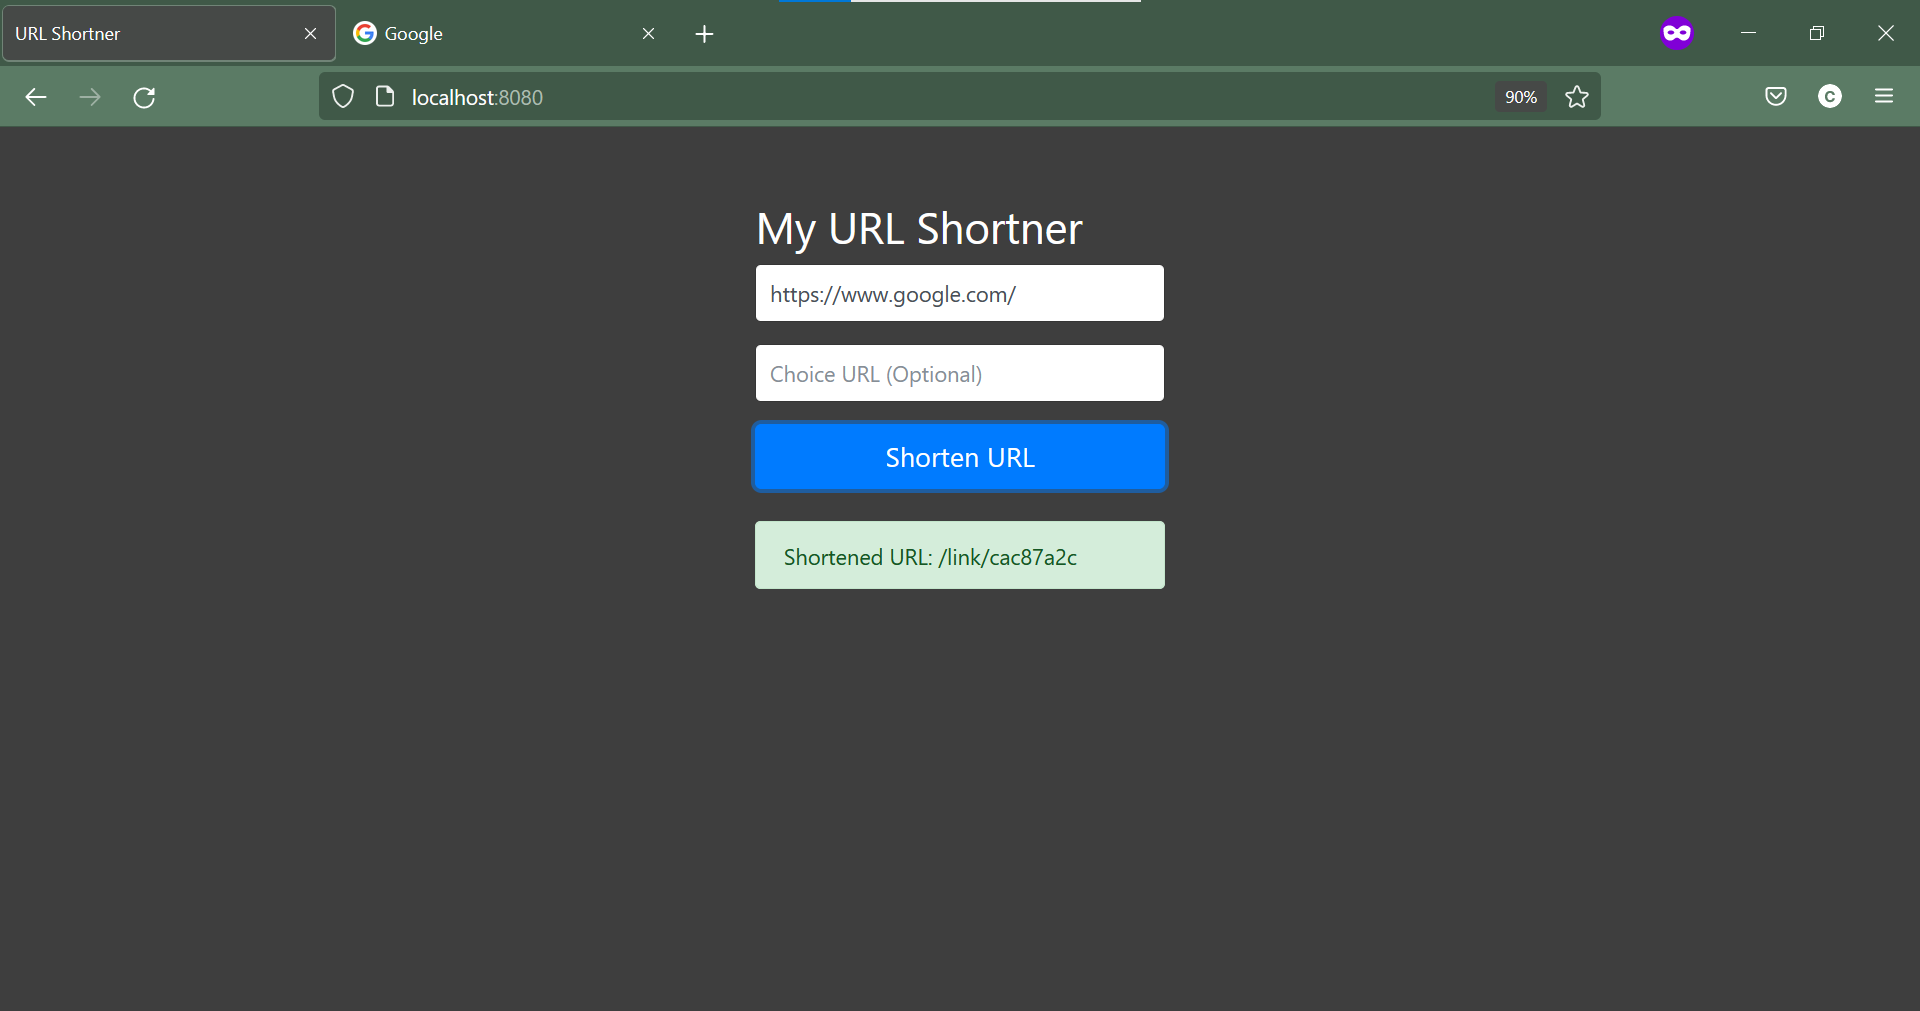 URL Shortner
Google
localhost:8080
90%
C
My URL Shortner
https://www.google.com/
Choice URL (Optional)
Shorten URL
Shortened URL: /link/cac87a2c